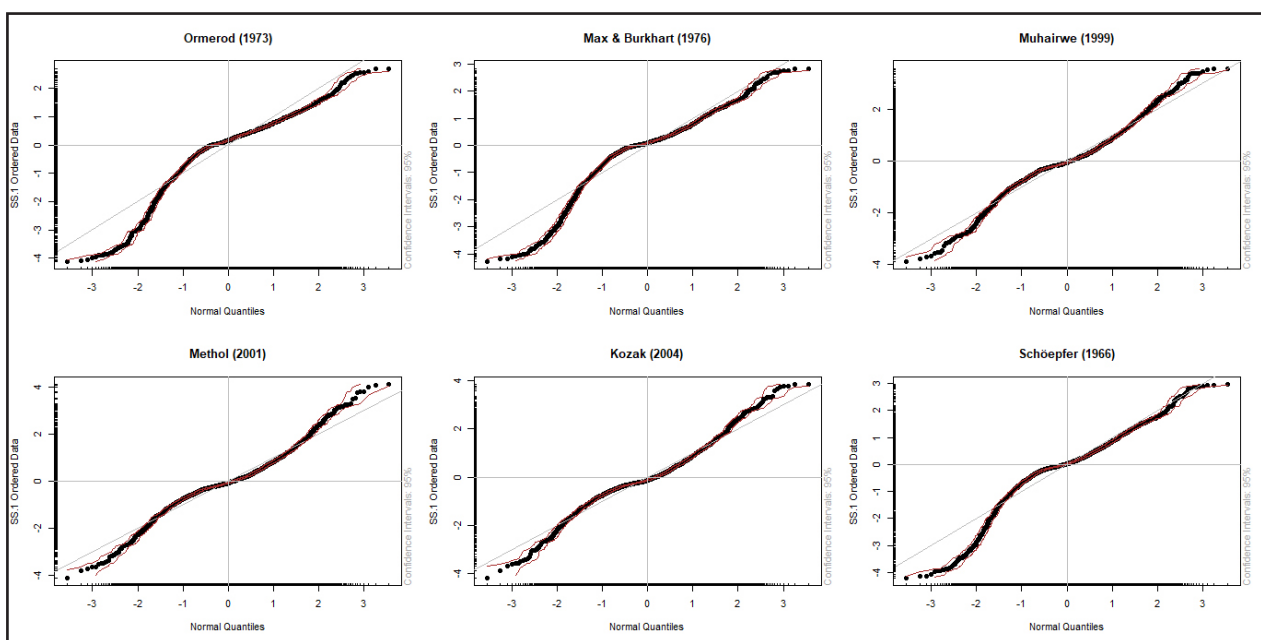 Ormerod (1973)
SS.1 Ordered Data
2
1
0
-1
-2
-3
-4
-3 -2 -1 0 1 2 3
Normal Quantiles
Confidence Intervals: 95%
Max & Burkhart (1976)
SS.1 Ordered Data
3
2
1
0
-1
-2
-3
-4
-3 -2 -1 0 1 2 3
Normal Quantiles
Confidence Intervals: 95%
Muhairwe (1999)
SS.1 Ordered Data
2
0
-2
-4
-3 -2 -1 0 1 2 3
Normal Quantiles
Confidence Intervals: 95%
Methol (2001)
SS.1 Ordered Data
4
2
0
-2
-4
-3 -2 -1 0 1 2 3
Normal Quantiles
Confidence Intervals: 95%
Kozak (2004)
SS.1 Ordered Data
4
2
0
-2
-4
-3 -2 -1 0 1 2 3
Normal Quantiles
Confidence Intervals: 95%
Schöepfer (1966)
SS.1 Ordered Data
3
2
1
0
-1
-2
-3
-4
-3 -2 -1 0 1 2 3
Normal Quantiles
Confidence Intervals: 95%